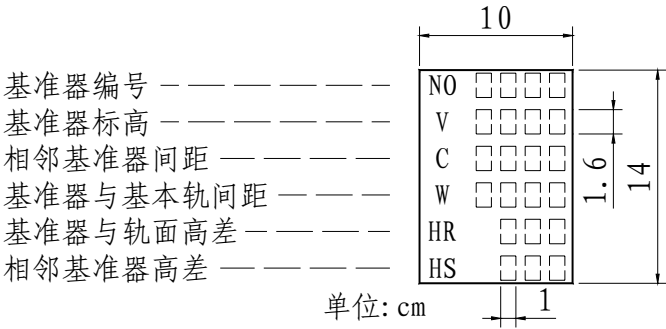 10
基准器编号 NO
基准器标高 V
相邻基准器间距 C
基准器与基本轨间距 W
基准器与轨面高差 HR
相邻基准器高差 HS
1.6
14
单位:cm
1